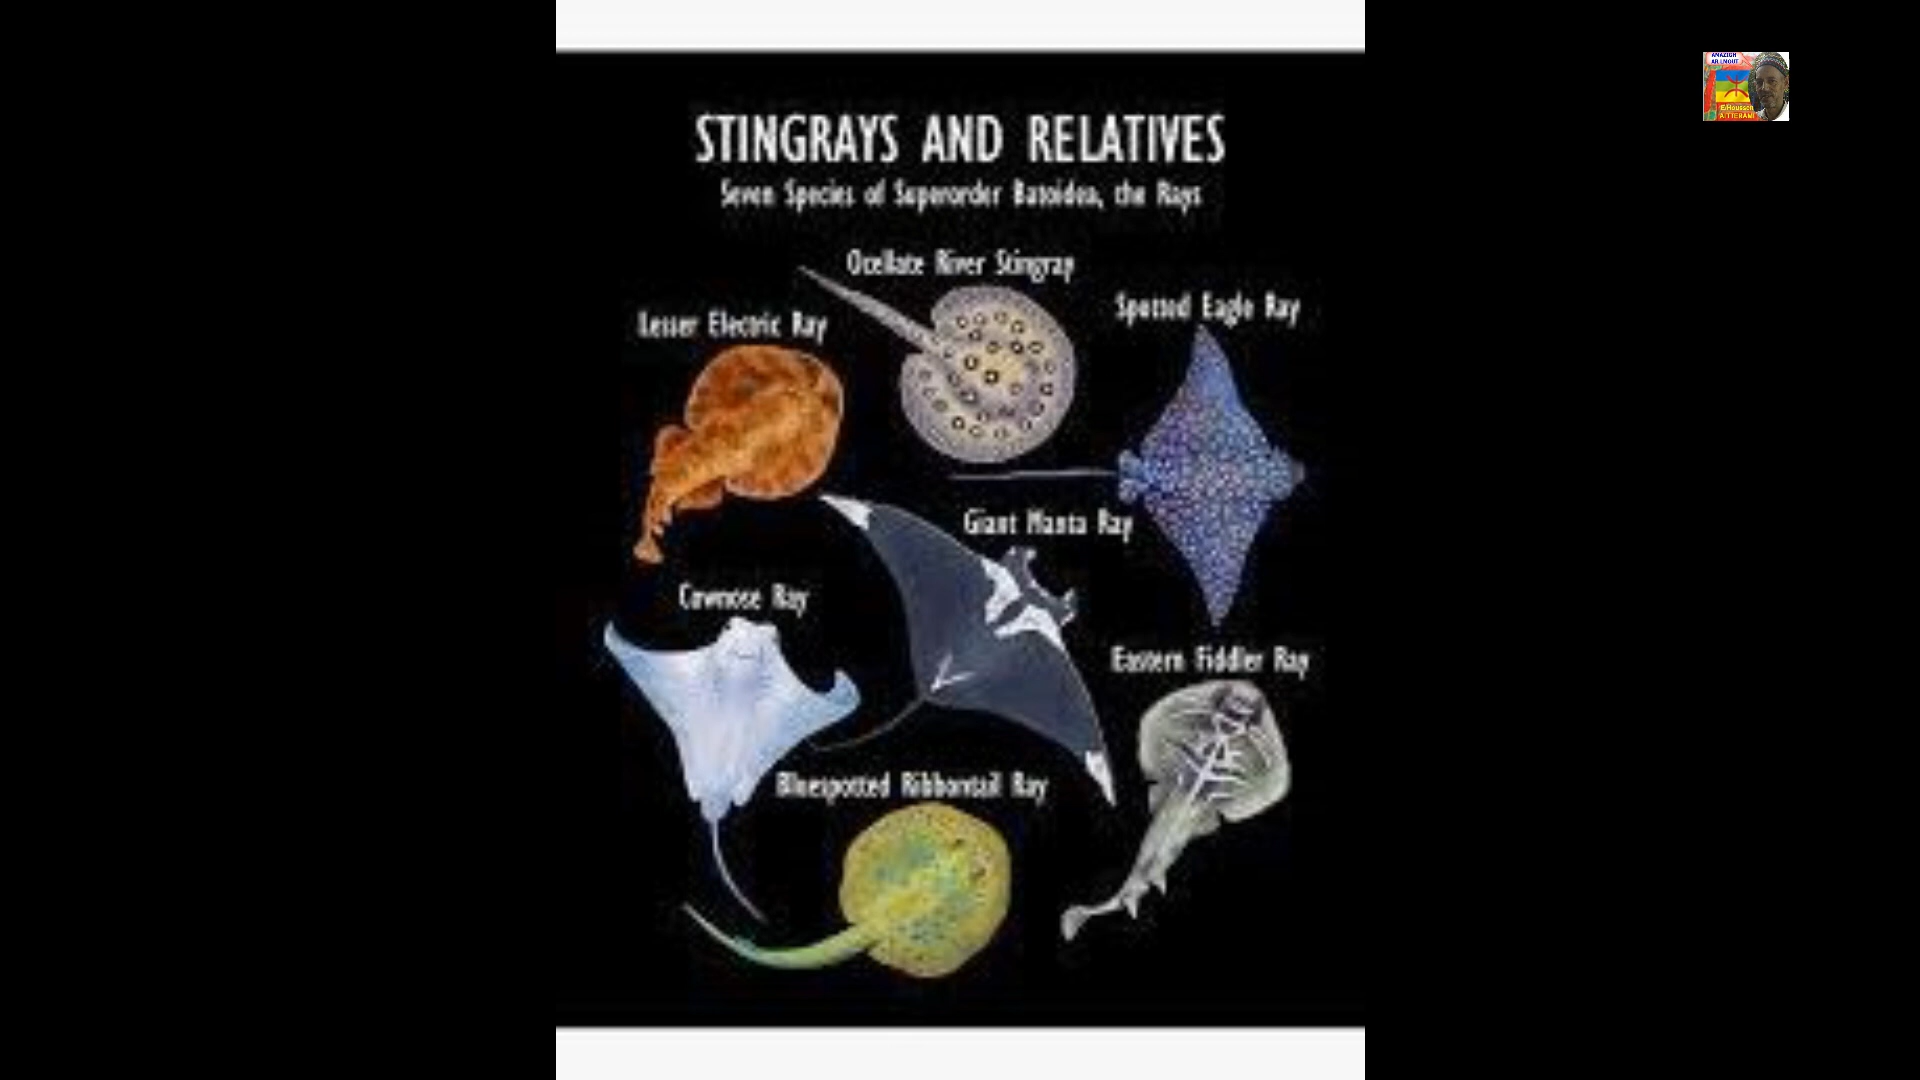 STINGRAYS AND RELATIVES
Seven Species of Superorder Batoidea, the Rays
Ocellate River Stingray
Spotted Eagle Ray
Lesser Electric Ray
Giant Manta Ray
Cownose Ray
Eastern Fiddler Ray
Bluespotted Ribbontail Ray
AMAZIGH